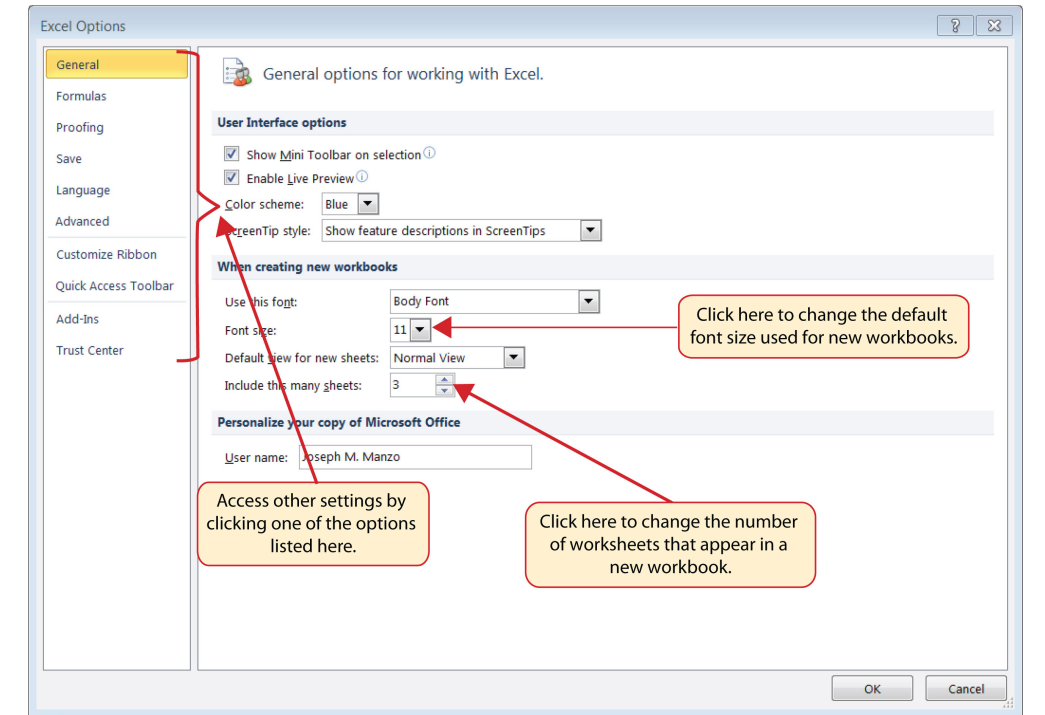 Excel Options
General
Formulas
Proofing
Save
Language
Advanced
Customize Ribbon
Quick Access Toolbar
Add-Ins
Trust Center
General options for working with Excel.
User Interface options
Show Mini Toolbar on selection
Enable Live Preview
Color scheme: Blue
ScreenTip style: Show feature descriptions in ScreenTips
When creating new workbooks
Use this font: Body Font
Font size: 11
Default view for new sheets: Normal View
Include this many sheets: 3
Personalize your copy of Microsoft Office
User name: Joseph M. Manzo
Click here to change the default
font size used for new workbooks.
Access other settings by
clicking one of the options
listed here.
Click here to change the number
of worksheets that appear in a
new workbook.
OK Cancel